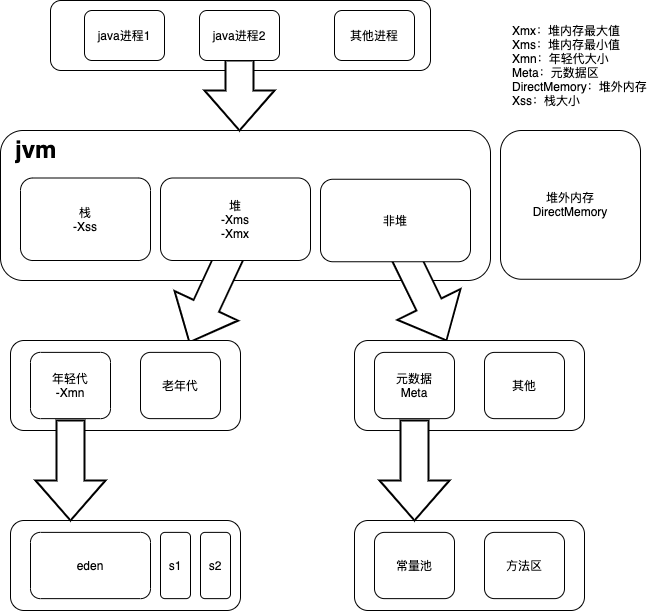 java进程1
java进程2
其他进程
Xmx：堆内存最大值
Xms：堆内存最小值
Xmn：年轻代大小
Meta：元数据区
DirectMemory：堆外内存
Xss：栈大小
jvm
栈
-Xss
堆
-Xms
-Xmx
非堆
堆外内存
DirectMemory
年轻代
-Xmn
老年代
元数据
Meta
其他
eden
s1
s2
常量池
方法区